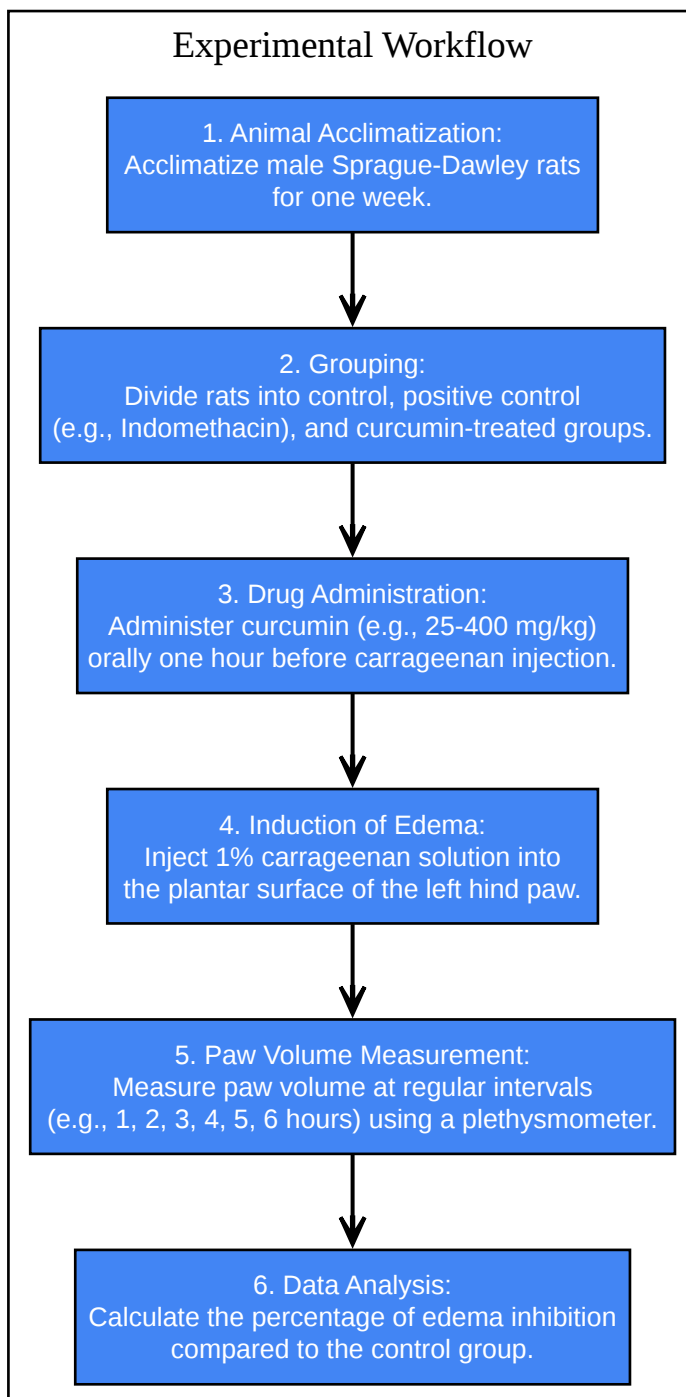 Experimental Workflow
1. Animal Acclimatization:
Acclimatize male Sprague-Dawley rats
for one week.
2. Grouping:
Divide rats into control, positive control
(e.g., Indomethacin), and curcumin-treated groups.
3. Drug Administration:
Administer curcumin (e.g., 25-400 mg/kg)
orally one hour before carrageenan injection.
4. Induction of Edema:
Inject 1% carrageenan solution into
the plantar surface of the left hind paw.
5. Paw Volume Measurement:
Measure paw volume at regular intervals
(e.g., 1, 2, 3, 4, 5, 6 hours) using a plethysmometer.
6. Data Analysis:
Calculate the percentage of edema inhibition
compared to the control group.